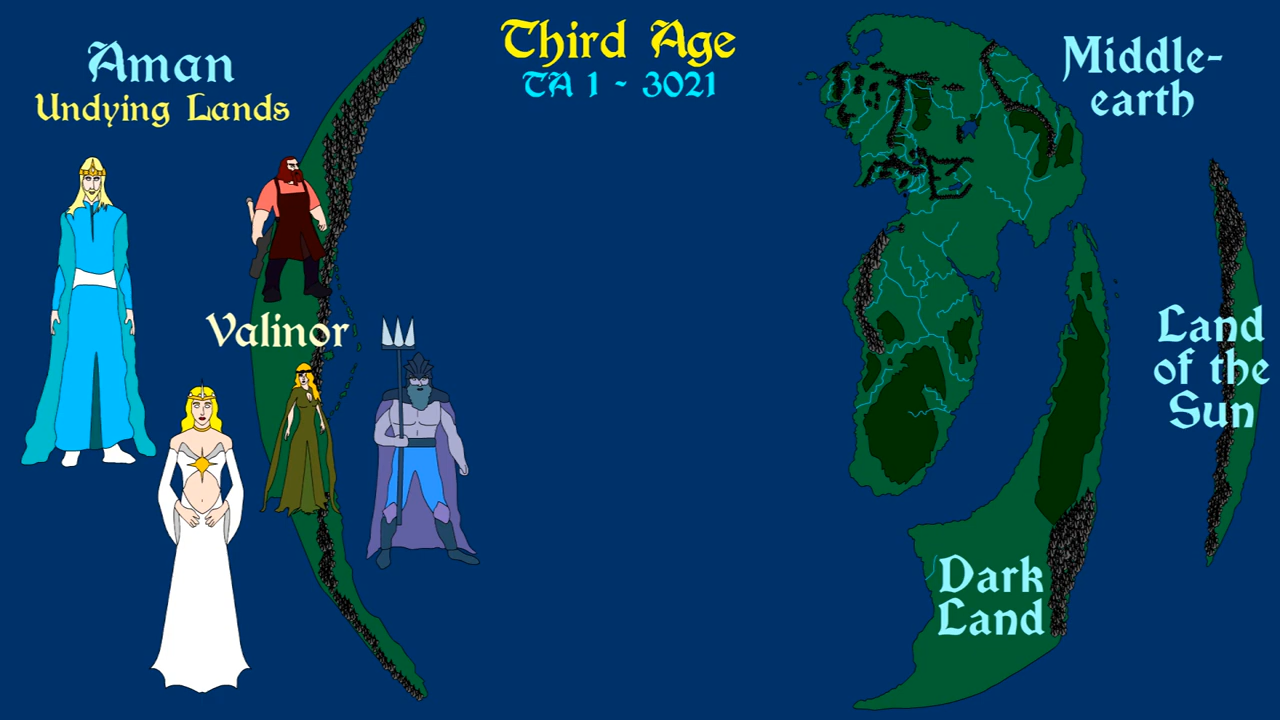 Third Age
TA 1 - 3021
Aman
Undying Lands
Valinor
Middle-
earth
Land
of the
Sun
Dark
Land